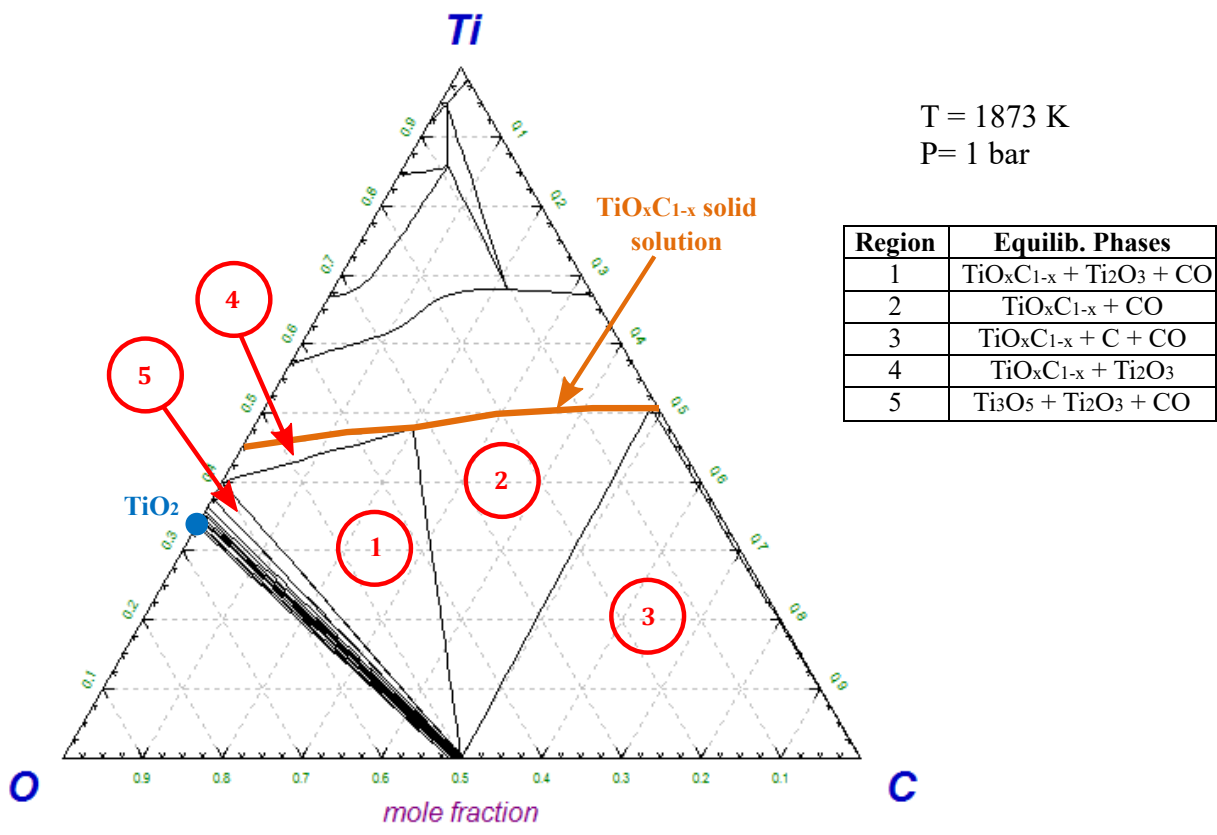 Ti
T = 1873 K
P= 1 bar
TiOxC1-x solid
solution
Region Equilib. Phases
1 TiOxC1-x + Ti2O3 + CO
2 TiOxC1-x + CO
3 TiOxC1-x + C + CO
4 TiOxC1-x + Ti2O3
5 Ti3O5 + Ti2O3 + CO
0.9
0.8
0.7
0.6
0.5
0.4
0.3
0.2
0.1
0.1
0.2
0.3
0.4
0.5
0.6
0.7
0.8
0.9
4
5
TiO2
2
1
3
O
C
0.9 0.8 0.7 0.6 0.5 0.4 0.3 0.2 0.1
mole fraction